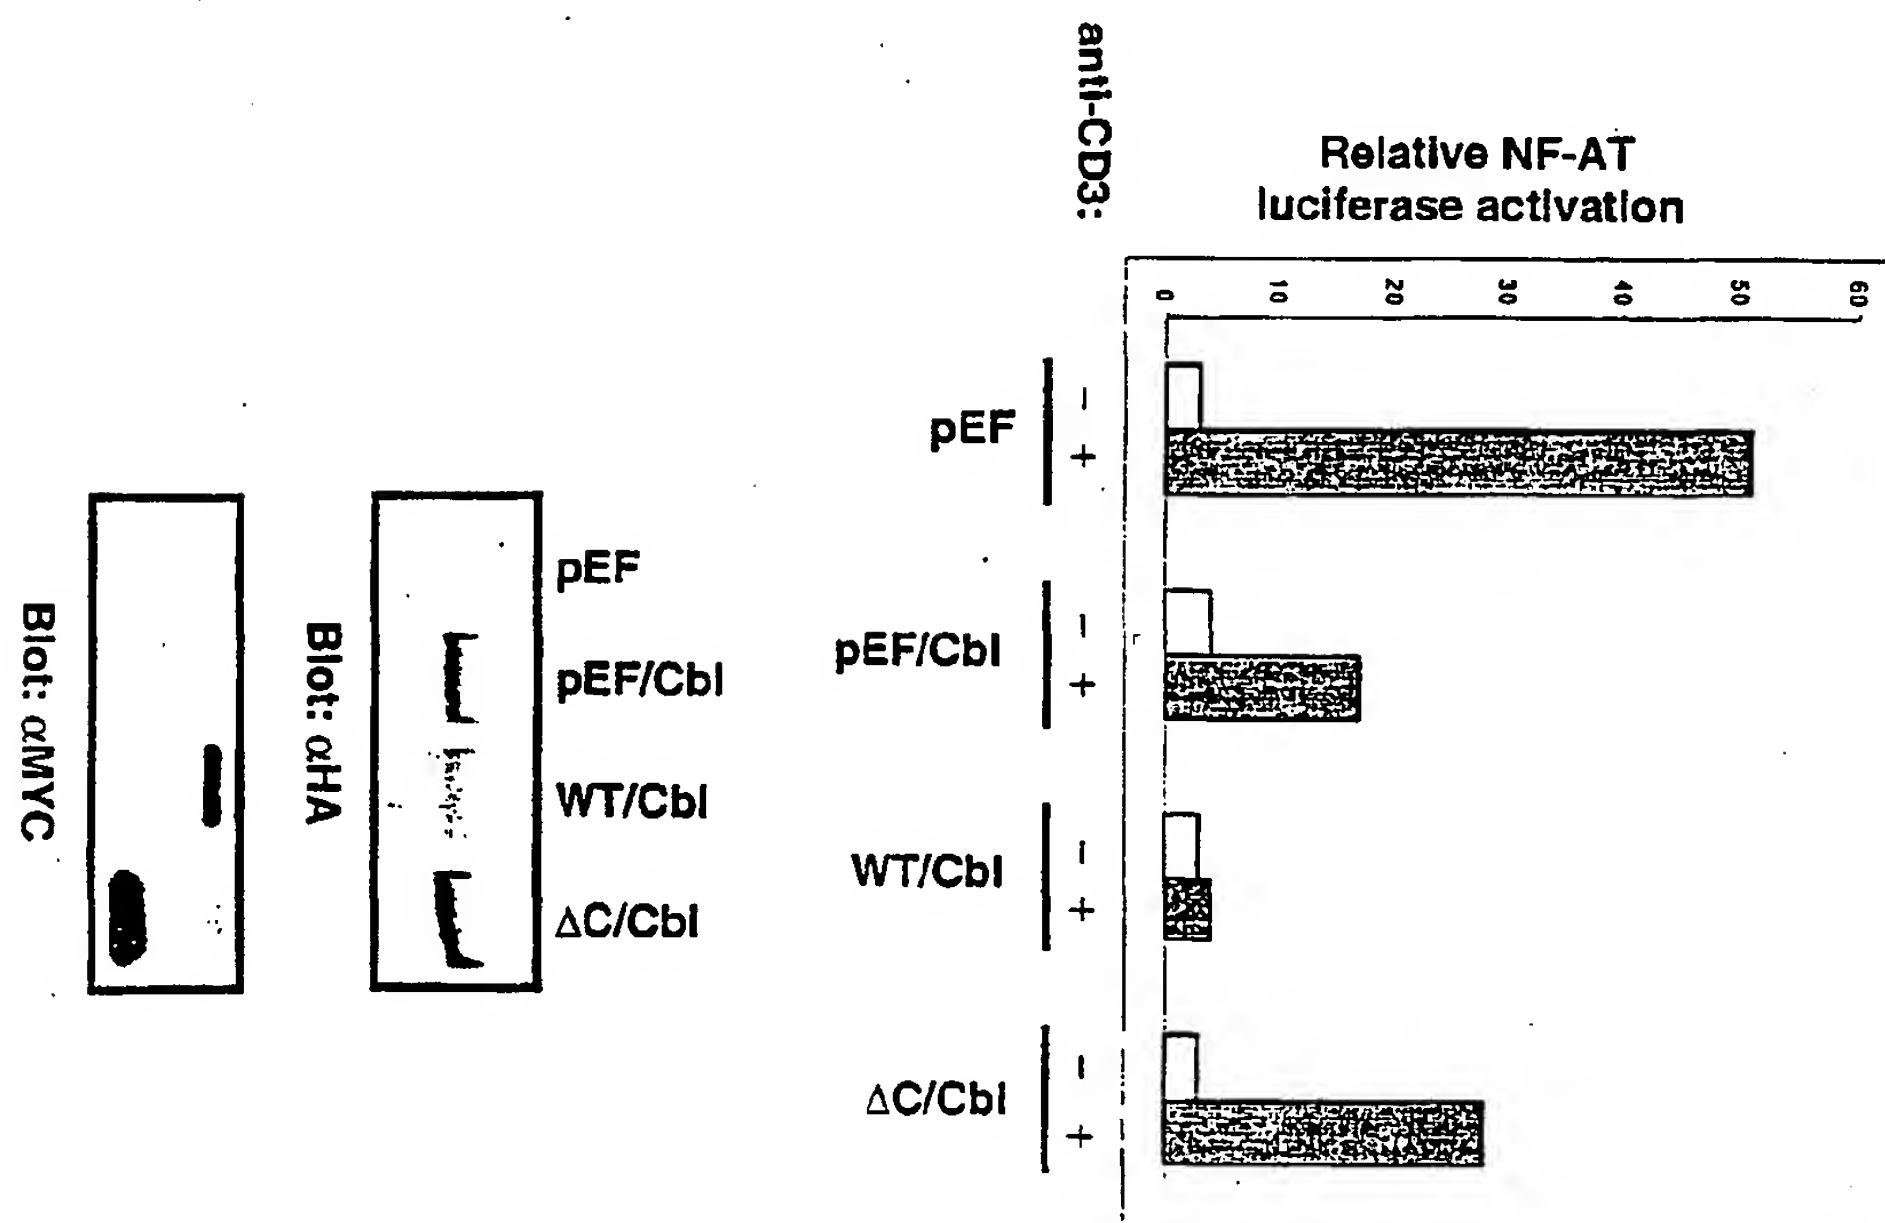 Relative NF-AT
luciferase activation
60
50
40
30
20
10
0
anti-CD3:
- + - + - + - +
pEF pEF/Cbl WT/Cbl ΔC/Cbl
pEF pEF/Cbl WT/Cbl ΔC/Cbl
Blot: αHA
Blot: αMYC